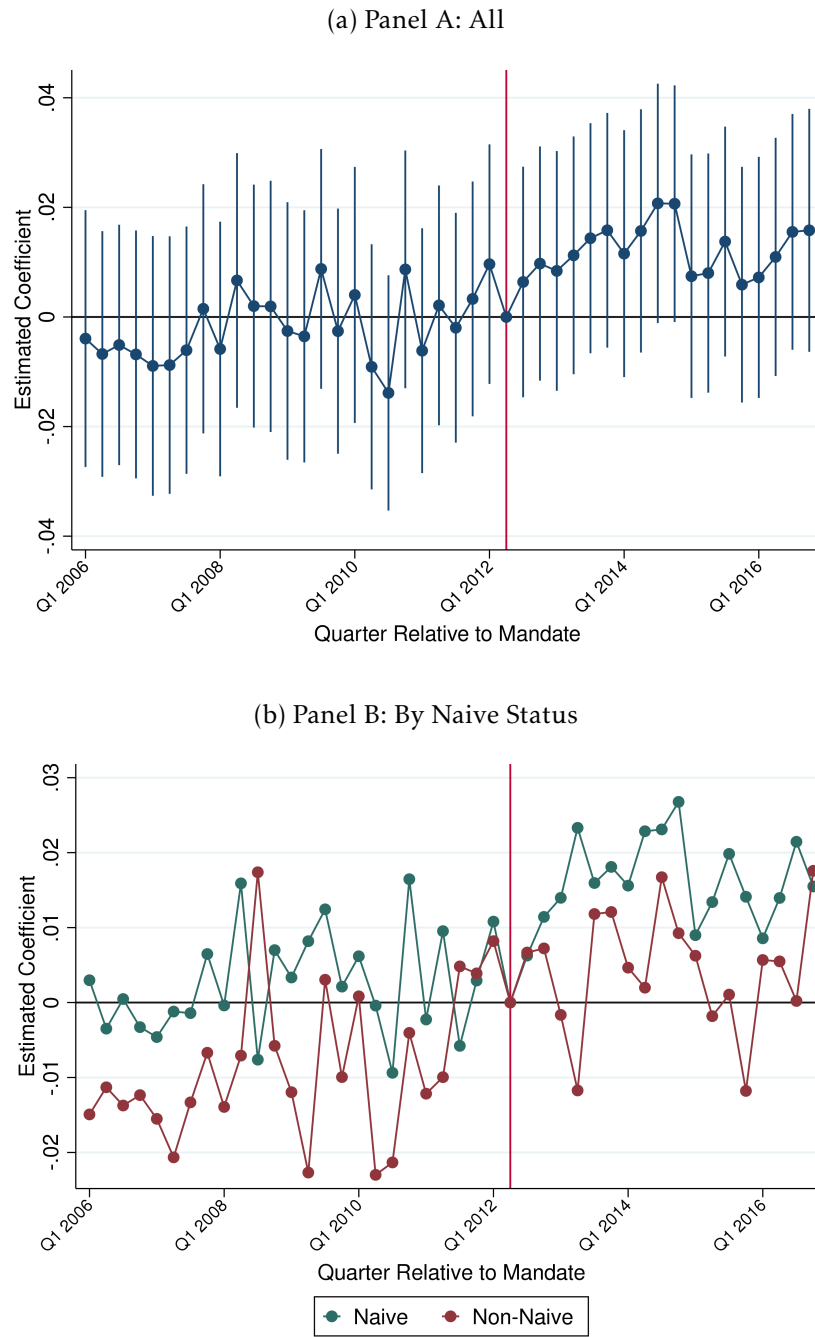 (a) Panel A: All
.04
.02
0
-.02
-.04
Estimated Coefficient
Q1 2006
Q1 2008
Q1 2010
Q1 2012
Q1 2014
Q1 2016
Quarter Relative to Mandate
(b) Panel B: By Naive Status
.03
.02
.01
0
-.01
-.02
Estimated Coefficient
Q1 2006
Q1 2008
Q1 2010
Q1 2012
Q1 2014
Q1 2016
Quarter Relative to Mandate
Naive
Non-Naive